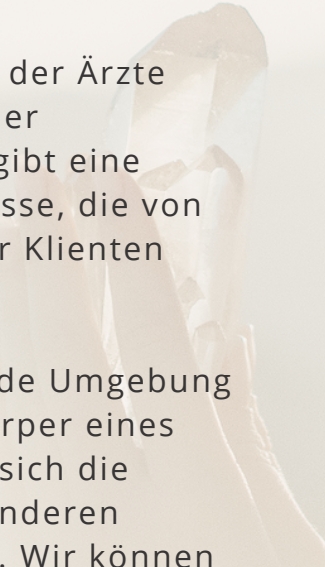 der Ärzte
er
gibt eine
sse, die von
r Klienten
de Umgebung
rper eines
sich die
nderen
. Wir können